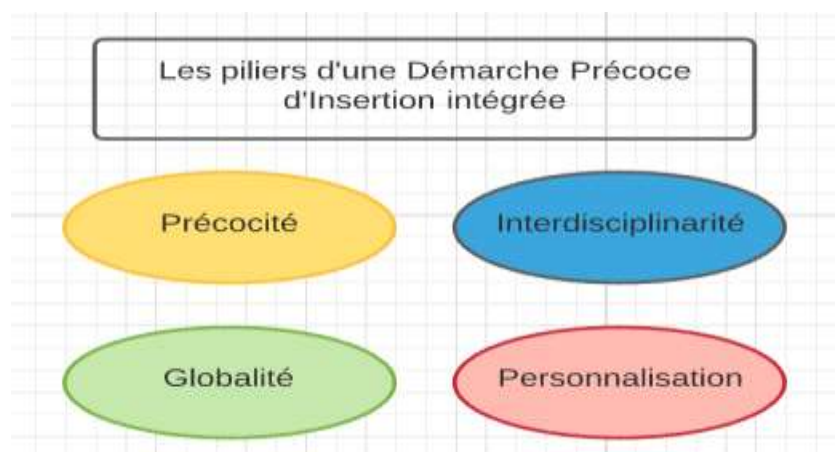 Les piliers d'une Démarche Précoce
d'Insertion intégrée
Précocité
Interdisciplinarité
Globalité
Personnalisation